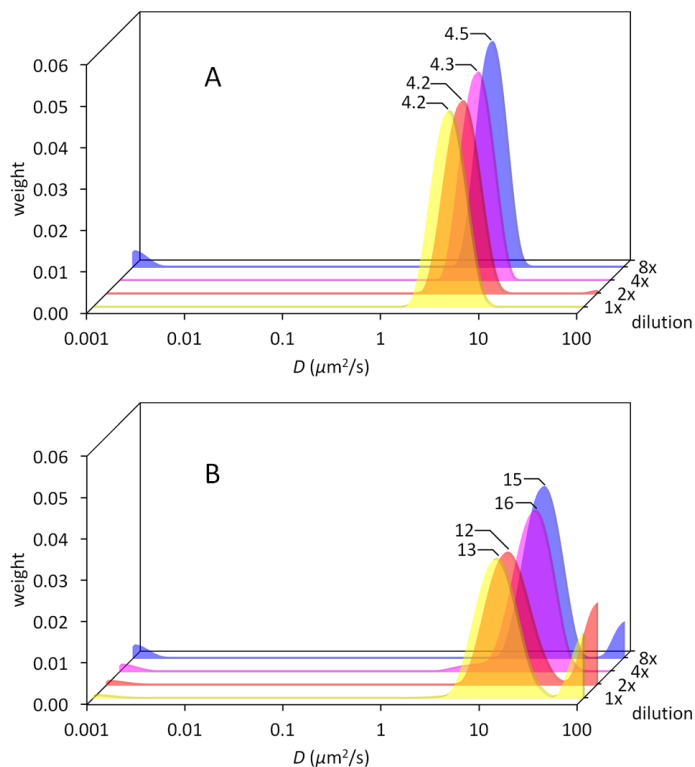 A
4.5
4.3
4.2
4.2
0.06
0.05
0.04
0.03
0.02
0.01
0.00
weight
8x
4x
2x
1x
dilution
0.001 0.01 0.1 1 10 100
D (μm²/s)
B
15
16
12
13
0.06
0.05
0.04
0.03
0.02
0.01
0.00
weight
8x
4x
2x
1x
dilution
0.001 0.01 0.1 1 10 100
D (μm²/s)